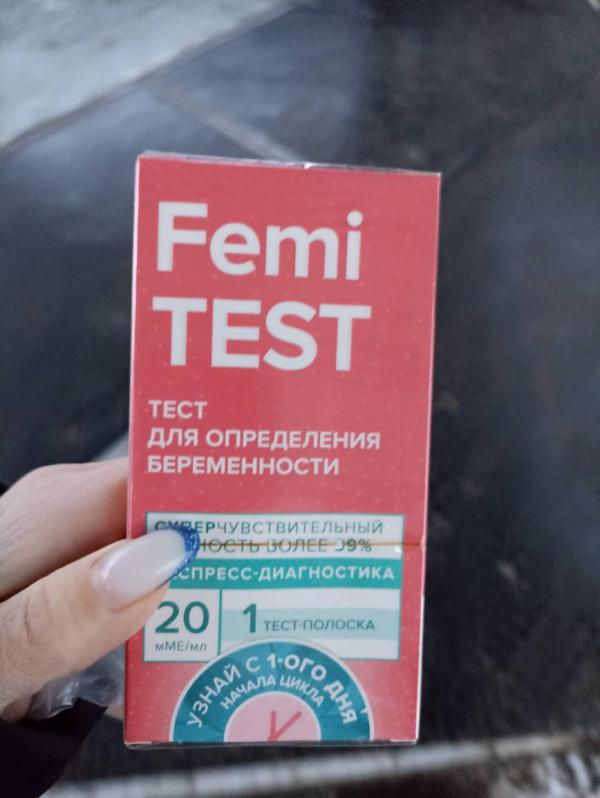 Femi
TEST
ТЕСТ
ДЛЯ ОПРЕДЕЛЕНИЯ
БЕРЕМЕННОСТИ
СУПЕРЧУВСТВИТЕЛЬНЫЙ
БОЛЕЕ 99%
ЭКСПРЕСС-ДИАГНОСТИКА
20
мМЕ/мл
1 ТЕСТ-ПОЛОСКА
УЗНАЙ С 1-ОГО ДНЯ
НАЧАЛА ЦИКЛА